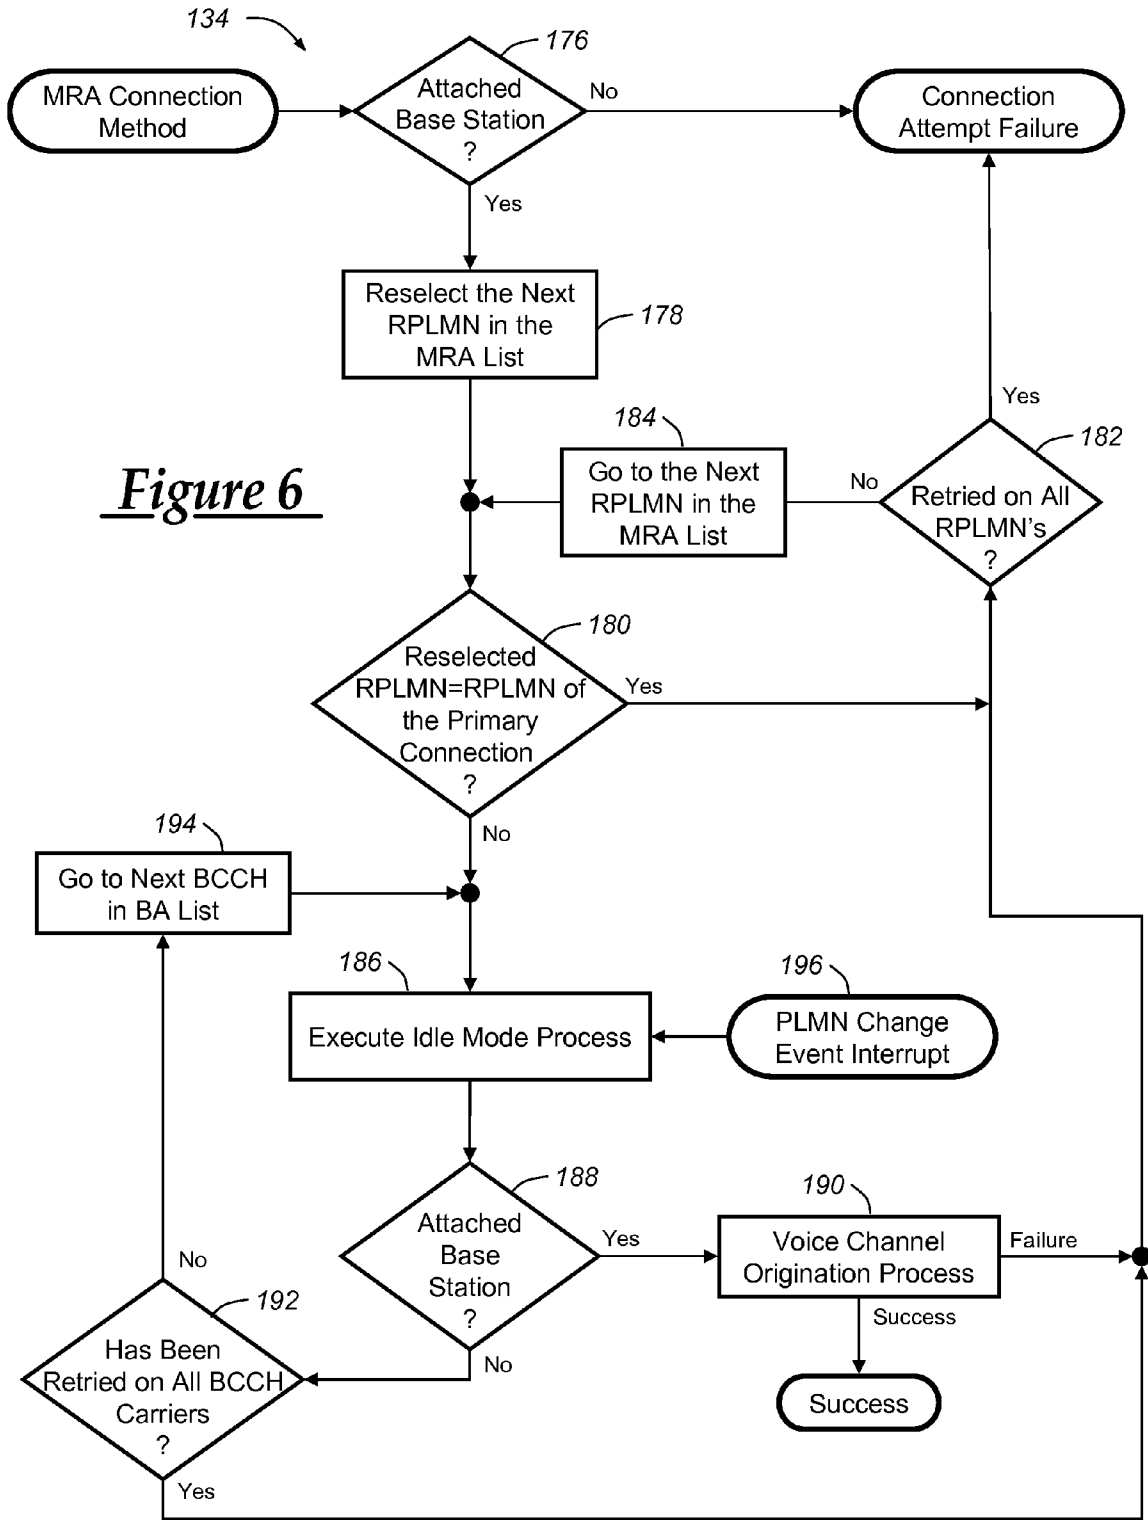 134
176
MRA Connection
Method
Attached
Base Station
?
No
Connection
Attempt Failure
Yes
Reselect the Next
RPLMN in the
MRA List
178
Yes
184
182
Figure 6
Go to the Next
RPLMN in the
MRA List
No
Retried on All
RPLMN's
?
180
Reselected
RPLMN=RPLMN of
the Primary
Connection
?
Yes
No
194
Go to Next BCCH
in BA List
186
196
Execute Idle Mode Process
PLMN Change
Event Interrupt
188
190
Attached
Base
Station
?
Yes
Voice Channel
Origination Process
Failure
No
192
Success
Has Been
Retried on All BCCH
Carriers
?
No
Success
Yes